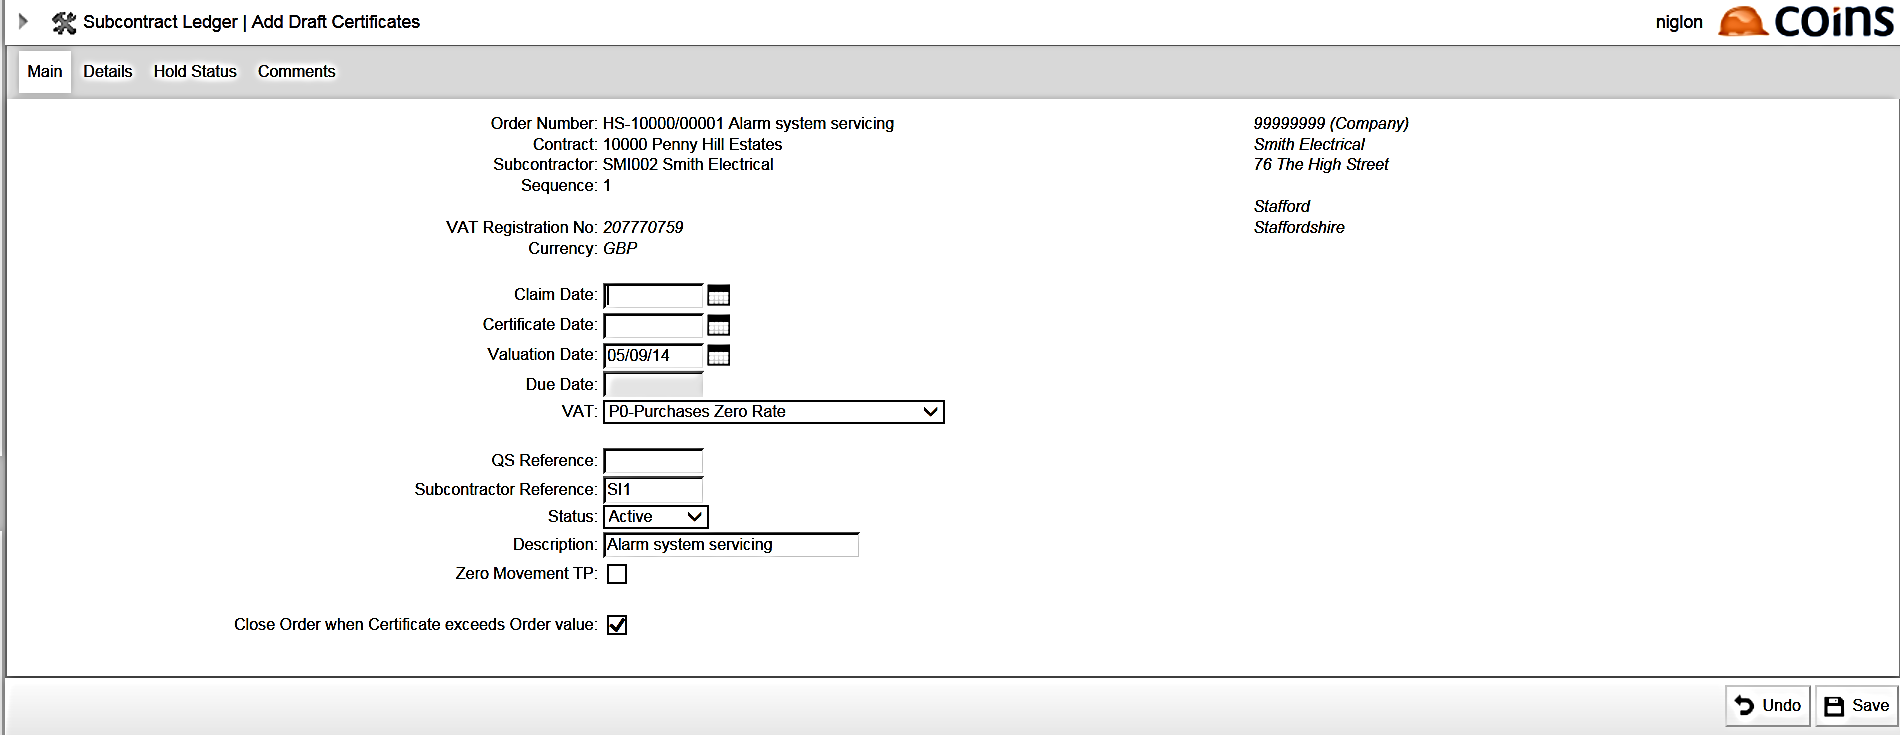 Subcontract Ledger | Add Draft Certificates
niglon
coins
Main Details Hold Status Comments
Order Number: HS-10000/00001 Alarm system servicing
99999999 (Company)
Contract: 10000 Penny Hill Estates
Smith Electrical
Subcontractor: SMI002 Smith Electrical
76 The High Street
Sequence: 1
Stafford
VAT Registration No: 207770759
Staffordshire
Currency: GBP
Claim Date:
Certificate Date:
Valuation Date: 05/09/14
Due Date:
VAT: P0-Purchases Zero Rate
QS Reference:
Subcontractor Reference: SI1
Status: Active
Description: Alarm system servicing
Zero Movement TP:
Close Order when Certificate exceeds Order value:
Undo Save